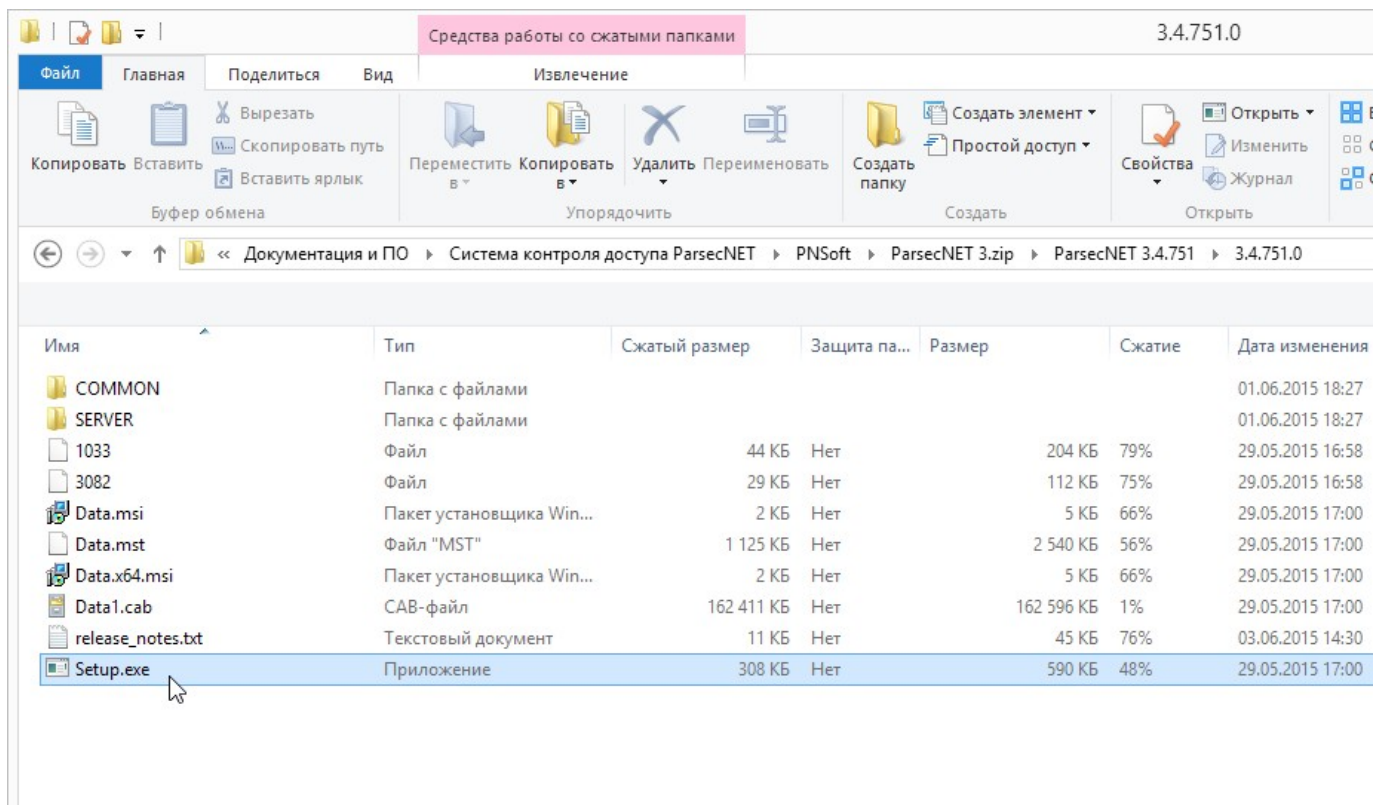 Средства работы со сжатыми папками
3.4.751.0
Файл Главная Поделиться Вид Извлечение
Копировать Вставить Вырезать Скопировать путь Вставить ярлык
Переместить в Копировать в Удалить Переименовать
Создать папку Создать элемент Простой доступ
Свойства Открыть Изменить Журнал
Буфер обмена Упорядочить Создать Открыть
« Документация и ПО Система контроля доступа ParsecNET PNSoft ParsecNET 3.zip ParsecNET 3.4.751 3.4.751.0
Имя Тип Сжатый размер Защита па... Размер Сжатие Дата изменения
COMMON Папка с файлами 01.06.2015 18:27
SERVER Папка с файлами 01.06.2015 18:27
1033 Файл 44 КБ Нет 204 КБ 79% 29.05.2015 16:58
3082 Файл 29 КБ Нет 112 КБ 75% 29.05.2015 16:58
Data.msi Пакет установщика Win... 2 КБ Нет 5 КБ 66% 29.05.2015 17:00
Data.mst Файл "MST" 1 125 КБ Нет 2 540 КБ 56% 29.05.2015 17:00
Data.x64.msi Пакет установщика Win... 2 КБ Нет 5 КБ 66% 29.05.2015 17:00
Data1.cab CAB-файл 162 411 КБ Нет 162 596 КБ 1% 29.05.2015 17:00
release_notes.txt Текстовый документ 11 КБ Нет 45 КБ 76% 03.06.2015 14:30
Setup.exe Приложение 308 КБ Нет 590 КБ 48% 29.05.2015 17:00